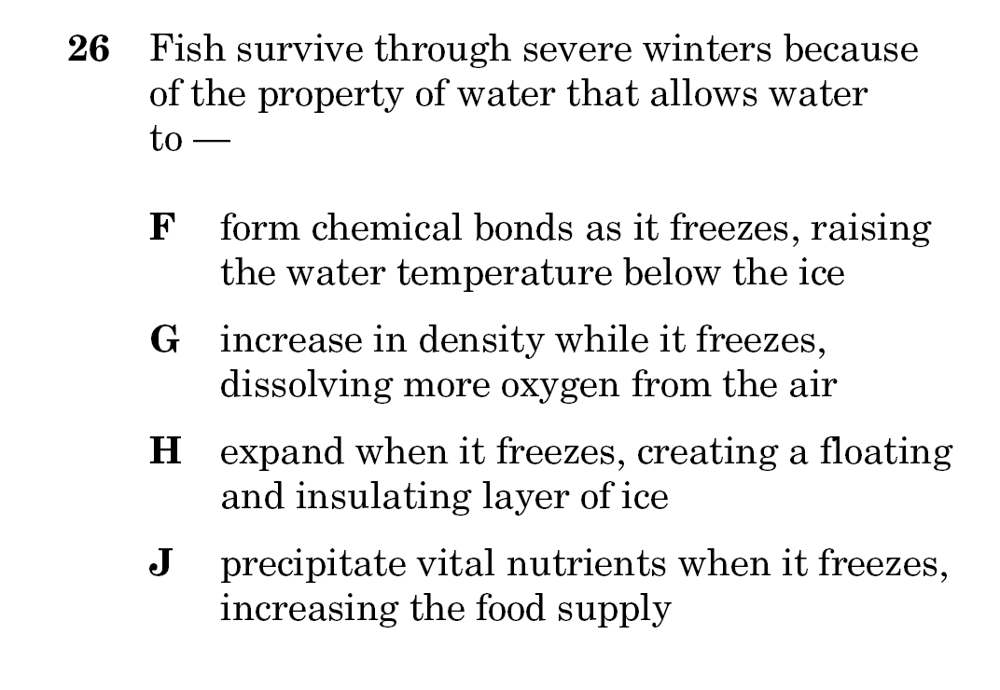 26 Fish survive through severe winters because
of the property of water that allows water
to —
F form chemical bonds as it freezes, raising
the water temperature below the ice
G increase in density while it freezes,
dissolving more oxygen from the air
H expand when it freezes, creating a floating
and insulating layer of ice
J precipitate vital nutrients when it freezes,
increasing the food supply